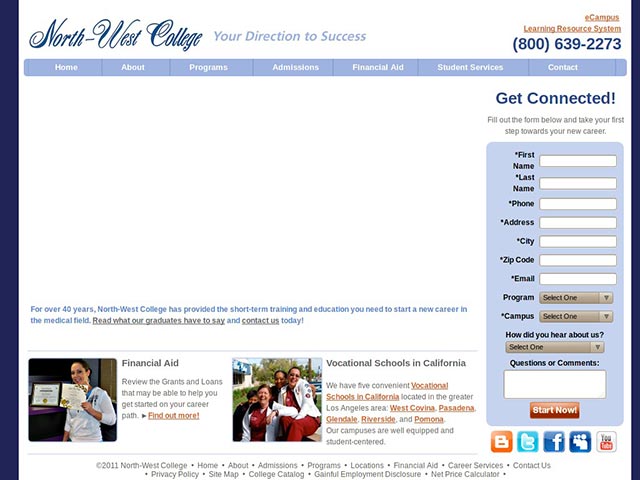 eCampus
Learning Resource System
North-West College Your Direction to Success
(800) 639-2273
Home About Programs Admissions Financial Aid Student Services Contact
Get Connected!
Fill out the form below and take your first
step towards your new career.
*First
Name
*Last
Name
*Phone
*Address
*City
*Zip Code
*Email
Program Select One
*Campus Select One
How did you hear about us?
Select One
Questions or Comments:
Start Now!
For over 40 years, North-West College has provided the short-term training and education you need to start a new career in
the medical field. Read what our graduates have to say and contact us today!
Financial Aid
Review the Grants and Loans
that may be able to help you
get started on your career
path. ►Find out more!
Vocational Schools in California
We have five convenient Vocational
Schools in California located in the greater
Los Angeles area: West Covina, Pasadena,
Glendale, Riverside, and Pomona.
Our campuses are well equipped and
student-centered.
You
Tube
©2011 North-West College • Home • About • Admissions • Programs • Locations • Financial Aid • Career Services • Contact Us
• Privacy Policy • Site Map • College Catalog • Gainful Employment Disclosure • Net Price Calculator •